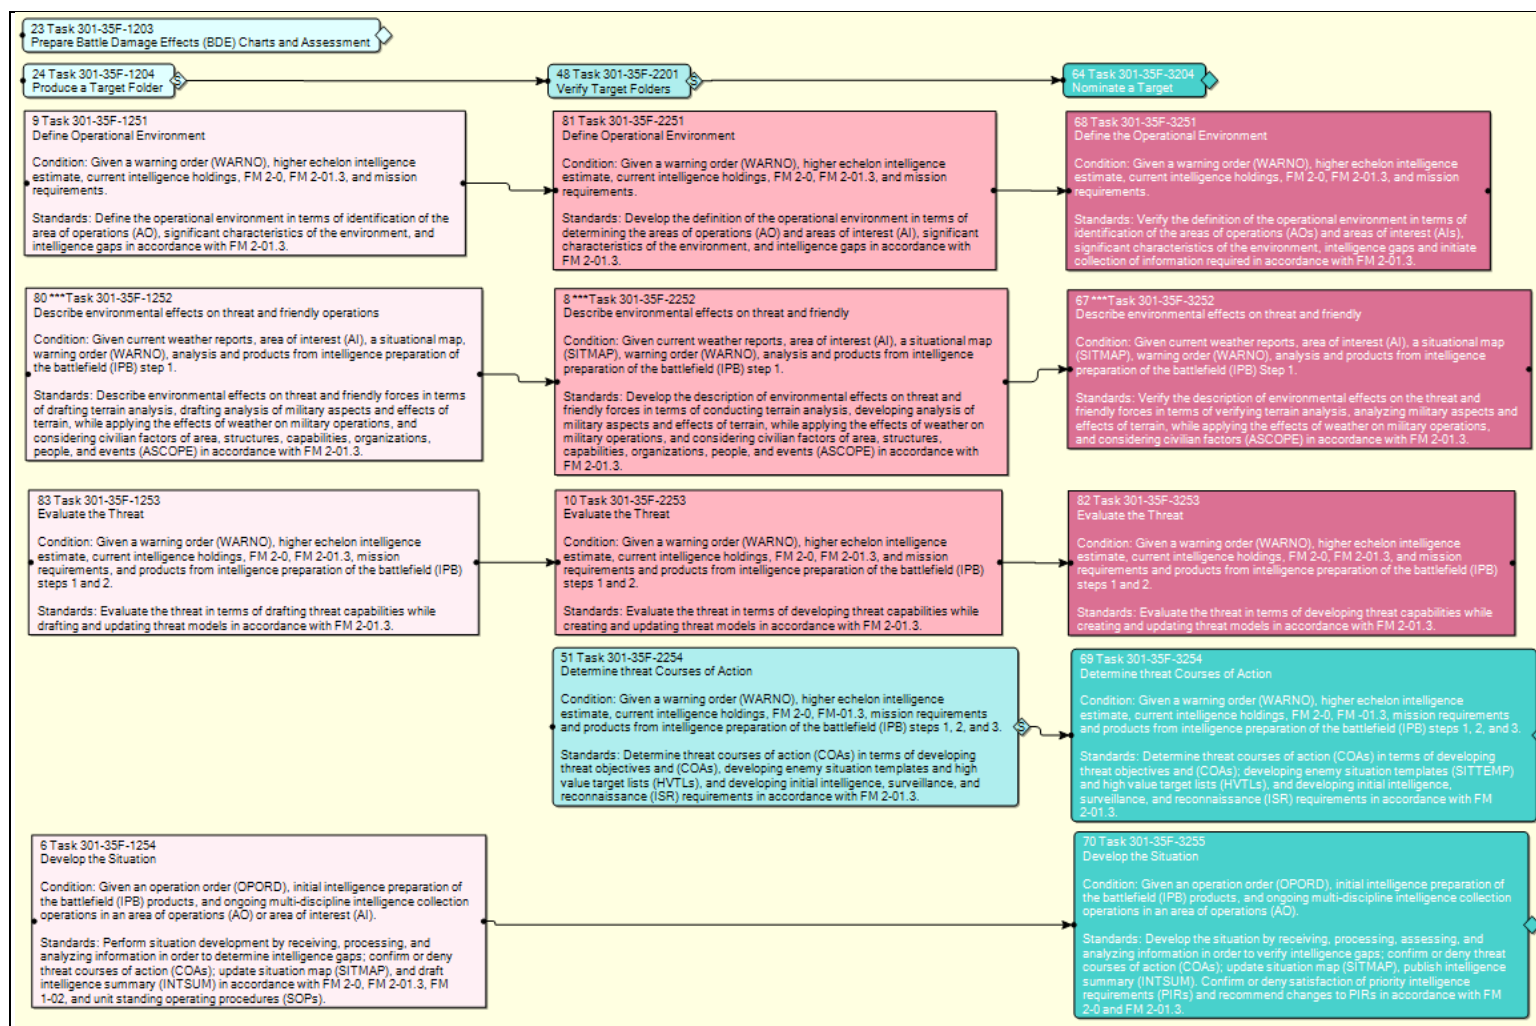 23 Task 301-35F-1203
Prepare Battle Damage Effects (BDE) Charts and Assessment
24 Task 301-35F-1204
Produce a Target Folder
S
48 Task 301-35F-2201
Verify Target Folders
S
64 Task 301-35F-3204
Nominate a Target
9 Task 301-35F-1251
Define Operational Environment
Condition: Given a warning order (WARNO), higher echelon intelligence
estimate, current intelligence holdings, FM 2-0, FM 2-01.3, and mission
requirements.
Standards: Define the operational environment in terms of identification of the
area of operations (AO), significant characteristics of the environment, and
intelligence gaps in accordance with FM 2-01.3.
81 Task 301-35F-2251
Define Operational Environment
Condition: Given a warning order (WARNO), higher echelon intelligence
estimate, current intelligence holdings, FM 2-0, FM 2-01.3, and mission
requirements.
Standards: Develop the definition of the operational environment in terms of
determining the areas of operations (AO) and areas of interest (AI), significant
characteristics of the environment, and intelligence gaps in accordance with
FM 2-01.3.
68 Task 301-35F-3251
Define the Operational Environment
Condition: Given a warning order (WARNO), higher echelon intelligence
estimate, current intelligence holdings, FM 2-0, FM 2-01.3, and mission
requirements.
Standards: Verify the definition of the operational environment in terms of
identification of the areas of operations (AOs) and areas of interest (AIs),
significant characteristics of the environment, intelligence gaps and initiate
collection of information required in accordance with FM 2-01.3.
80 ***Task 301-35F-1252
Describe environmental effects on threat and friendly operations
Condition: Given current weather reports, area of interest (AI), a situational map,
warning order (WARNO), analysis and products from intelligence preparation of
the battlefield (IPB) step 1.
Standards: Describe environmental effects on threat and friendly forces in terms
of drafting terrain analysis, drafting analysis of military aspects and effects of
terrain, while applying the effects of weather on military operations, and
considering civilian factors of area, structures, capabilities, organizations,
people, and events (ASCOPE) in accordance with FM 2-01.3.
8 ***Task 301-35F-2252
Describe environmental effects on threat and friendly
Condition: Given current weather reports, area of interest (AI), a situational map
(SITMAP), warning order (WARNO), analysis and products from intelligence
preparation of the battlefield (IPB) step 1.
Standards: Develop the description of environmental effects on threat and
friendly forces in terms of conducting terrain analysis, developing analysis of
military aspects and effects of terrain, while applying the effects of weather on
military operations, and considering civilian factors of area, structures,
capabilities, organizations, people, and events (ASCOPE) in accordance with
FM 2-01.3.
67 ***Task 301-35F-3252
Describe environmental effects on threat and friendly
Condition: Given current weather reports, area of interest (AI), a situational map
(SITMAP), warning order (WARNO), analysis and products from intelligence
preparation of the battlefield (IPB) Step 1.
Standards: Verify the description of environmental effects on the threat and
friendly forces in terms of verifying terrain analysis, analyzing military aspects and
effects of terrain, while applying the effects of weather on military operations,
and considering civilian factors (ASCOPE) in accordance with FM 2-01.3.
83 Task 301-35F-1253
Evaluate the Threat
Condition: Given a warning order (WARNO), higher echelon intelligence
estimate, current intelligence holdings, FM 2-0, FM 2-01.3, mission
requirements, and products from intelligence preparation of the battlefield (IPB)
steps 1 and 2.
Standards: Evaluate the threat in terms of drafting threat capabilities while
drafting and updating threat models in accordance with FM 2-01.3.
10 Task 301-35F-2253
Evaluate the Threat
Condition: Given a warning order (WARNO), higher echelon intelligence
estimate, current intelligence holdings, FM 2-0, FM 2-01.3, and mission
requirements and products from intelligence preparation of the battlefield (IPB)
steps 1 and 2.
Standards: Evaluate the threat in terms of developing threat capabilities while
creating and updating threat models in accordance with FM 2-01.3.
82 Task 301-35F-3253
Evaluate the Threat
Condition: Given a warning order (WARNO), higher echelon intelligence
estimate, current intelligence holdings, FM 2-0, FM 2-01.3, and mission
requirements and products from intelligence preparation of the battlefield (IPB)
steps 1 and 2.
Standards: Evaluate the threat in terms of developing threat capabilities while
creating and updating threat models in accordance with FM 2-01.3.
51 Task 301-35F-2254
Determine threat Courses of Action
Condition: Given a warning order (WARNO), higher echelon intelligence
estimate, current intelligence holdings, FM 2-0, FM-01.3, mission requirements
and products from intelligence preparation of the battlefield (IPB) steps 1, 2, and 3.
Standards: Determine threat courses of action (COAs) in terms of developing
threat objectives and (COAs), developing enemy situation templates and high
value target lists (HVTLs), and developing initial intelligence, surveillance, and
reconnaissance (ISR) requirements in accordance with FM 2-01.3.
S
69 Task 301-35F-3254
Determine threat Courses of Action
Condition: Given a warning order (WARNO), higher echelon intelligence
estimate, current intelligence holdings, FM 2-0, FM -01.3, mission requirements
and products from intelligence preparation of the battlefield (IPB) steps 1, 2, and 3.
Standards: Determine threat courses of action (COAs) in terms of developing
threat objectives and (COAs); developing enemy situation templates (SITTEMP)
and high value target lists (HVTLs), and developing initial intelligence,
surveillance, and reconnaissance (ISR) requirements in accordance with FM
2-01.3.
6 Task 301-35F-1254
Develop the Situation
Condition: Given an operation order (OPORD), initial intelligence preparation of
the battlefield (IPB) products, and ongoing multi-discipline intelligence collection
operations in an area of operations (AO) or area of interest (AI).
Standards: Perform situation development by receiving, processing, and
analyzing information in order to determine intelligence gaps; confirm or deny
threat courses of action (COAs); update situation map (SITMAP), and draft
intelligence summary (INTSUM) in accordance with FM 2-0, FM 2-01.3, FM
1-02, and unit standing operating procedures (SOPs).
70 Task 301-35F-3255
Develop the Situation
Condition: Given an operation order (OPORD), initial intelligence preparation of
the battlefield (IPB) products, and ongoing multi-discipline intelligence collection
operations in an area of operations (AO).
Standards: Develop the situation by receiving, processing, assessing, and
analyzing information in order to verify intelligence gaps; confirm or deny threat
courses of action (COAs); update situation map (SITMAP), publish intelligence
summary (INTSUM). Confirm or deny satisfaction of priority intelligence
requirements (PIRs) and recommend changes to PIRs in accordance with FM
2-0 and FM 2-01.3.